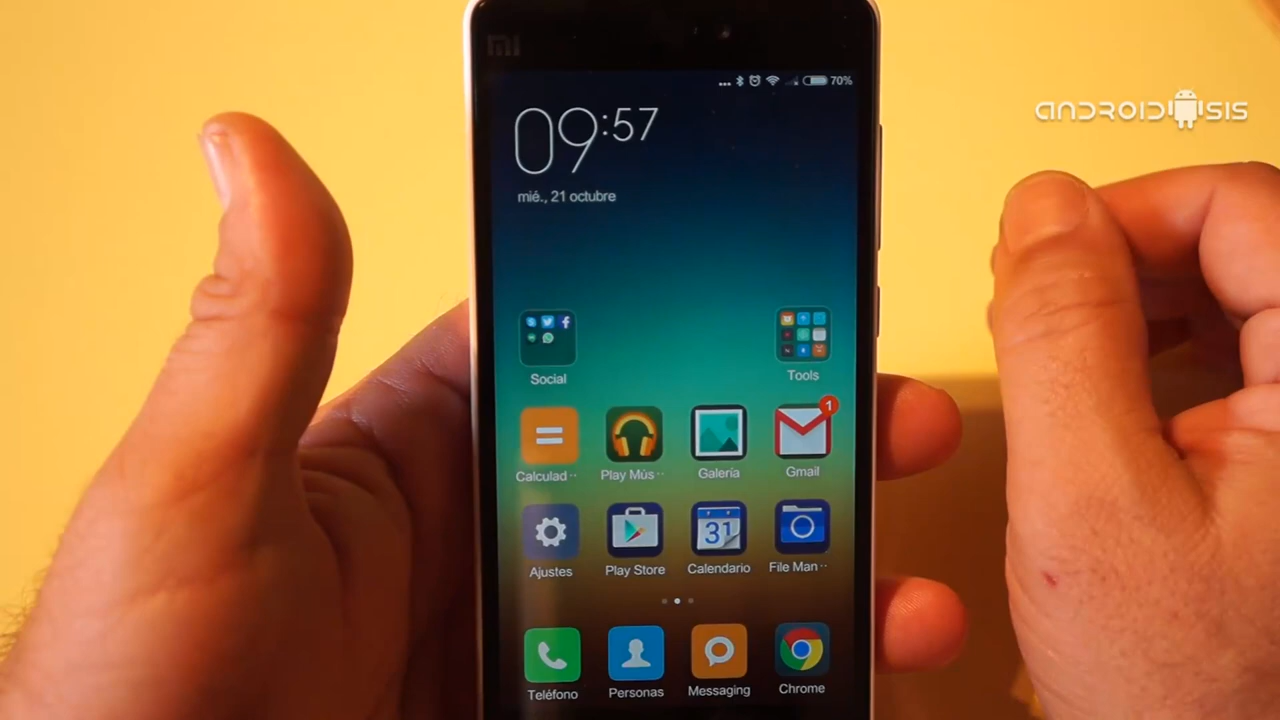 mi
70%
ANDROIDSIS
09:57
mié., 21 octubre
Social
Tools
1
Calculad··
Play Mús··
Galería
Gmail
31
Ajustes
Play Store
Calendario
File Man··
Teléfono
Personas
Messaging
Chrome